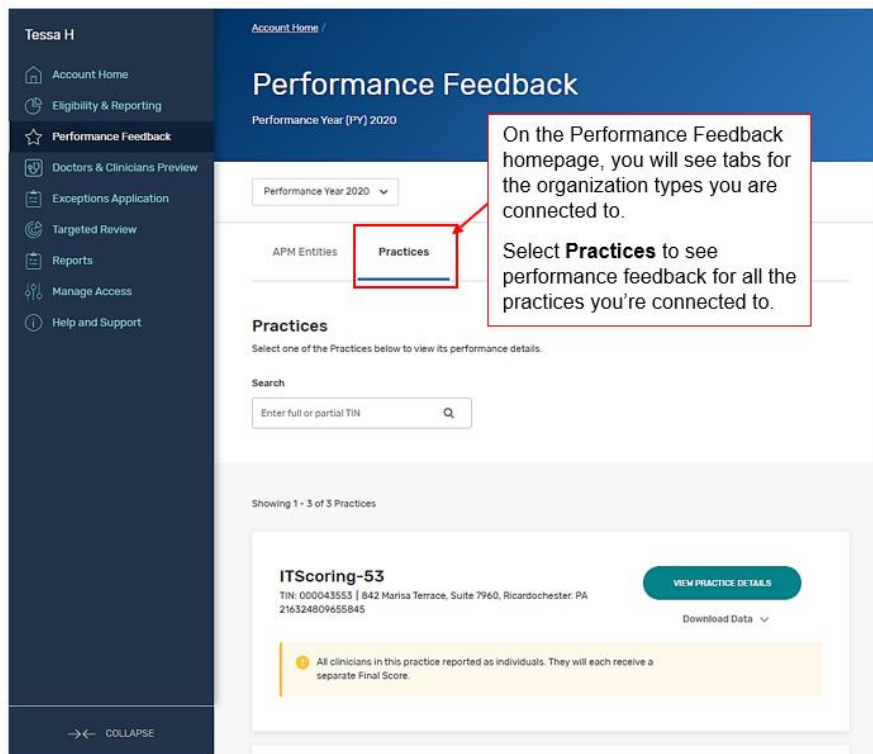 Tessa H
Account Home
Eligibility & Reporting
Performance Feedback
Doctors & Clinicians Preview
Exceptions Application
Targeted Review
Reports
Manage Access
Help and Support
COLLAPSE
Account Home /
Performance Feedback
Performance Year (PY) 2020
Performance Year 2020
APM Entities
Practices
On the Performance Feedback
homepage, you will see tabs for
the organization types you are
connected to.
Select Practices to see
performance feedback for all the
practices you're connected to.
Practices
Select one of the Practices below to view its performance details.
Search
Enter full or partial TIN
Showing 1 - 3 of 3 Practices
ITScoring-53
TIN: 000043553 | 842 Marisa Terrace, Suite 7960, Ricardochester. PA
216324809655845
VIEW PRACTICE DETAILS
Download Data
All clinicians in this practice reported as individuals. They will each receive a
separate Final Score.